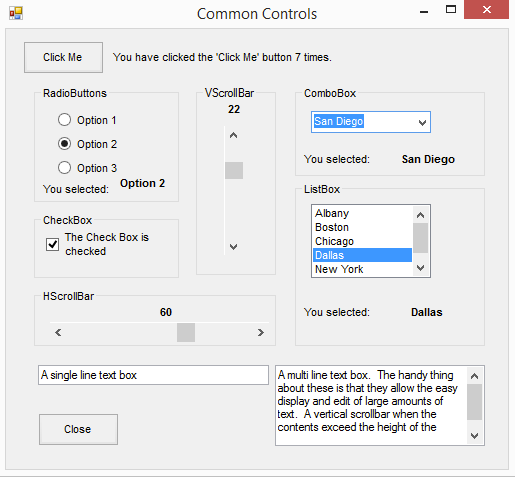 Common Controls
Click Me
You have clicked the 'Click Me' button 7 times.
RadioButtons
Option 1
Option 2
Option 3
You selected:
Option 2
VScrollBar
22
ComboBox
San Diego
You selected:
San Diego
CheckBox
The Check Box is
checked
ListBox
Albany
Boston
Chicago
Dallas
New York
You selected:
Dallas
HScrollBar
60
A single line text box
A multi line text box.  The handy thing
about these is that they allow the easy
display and edit of large amounts of
text.  A vertical scrollbar when the
contents exceed the height of the
Close